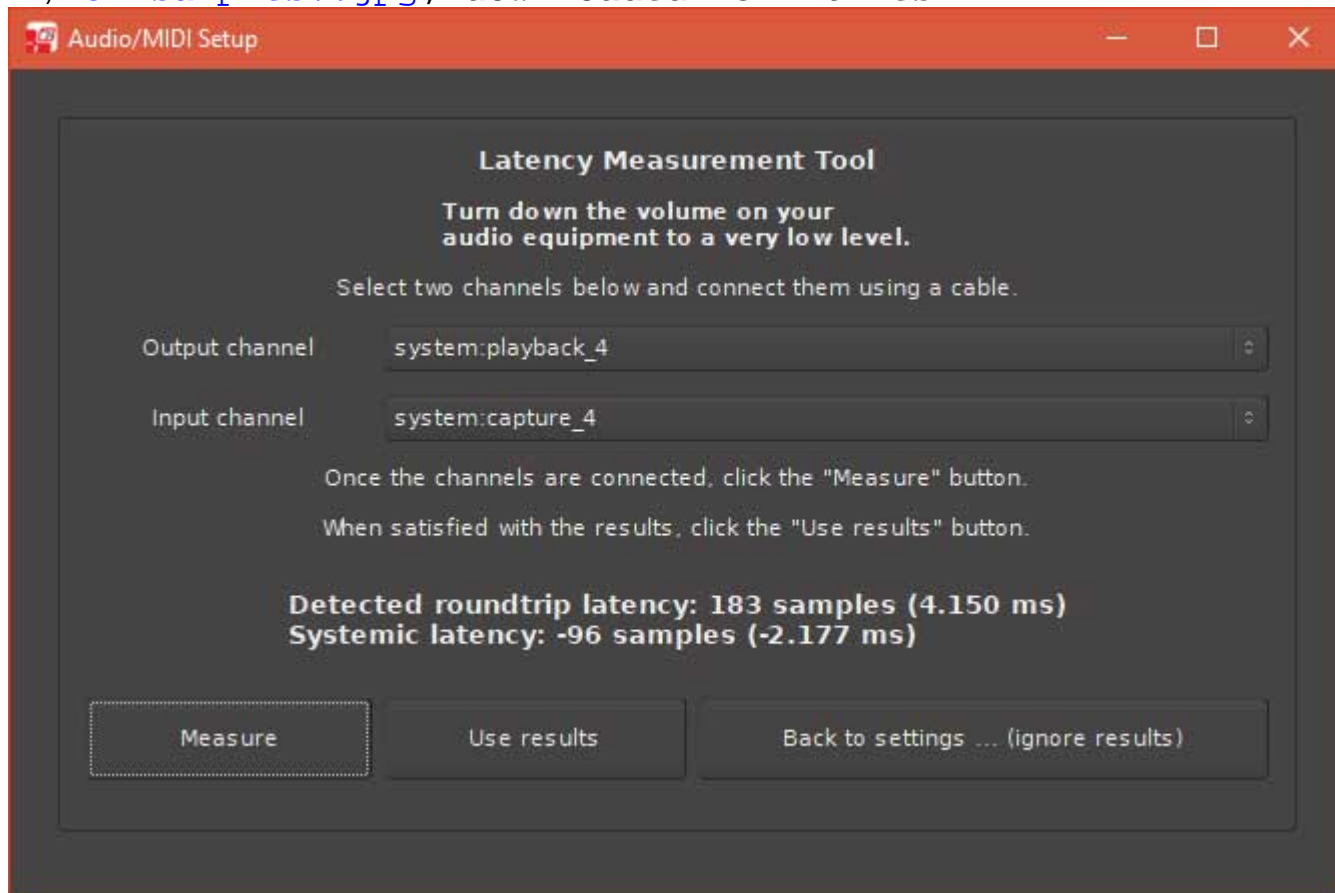 Audio/MIDI Setup
Latency Measurement Tool
Turn down the volume on your
audio equipment to a very low level.
Select two channels below and connect them using a cable.
Output channel system:playback_4
Input channel system:capture_4
Once the channels are connected, click the "Measure" button.
When satisfied with the results, click the "Use results" button.
Detected roundtrip latency: 183 samples (4.150 ms)
Systemic latency: -96 samples (-2.177 ms)
Measure Use results Back to settings ... (ignore results)